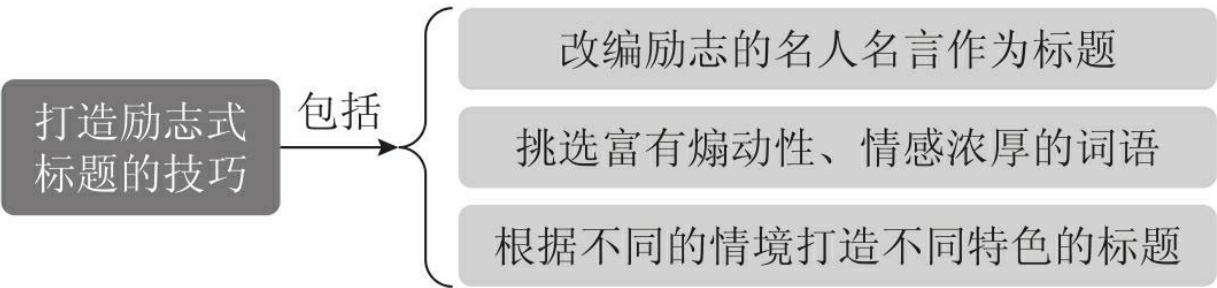 打造励志式
标题的技巧
包括
改编励志的名人名言作为标题
挑选富有煽动性、情感浓厚的词语
根据不同的情境打造不同特色的标题